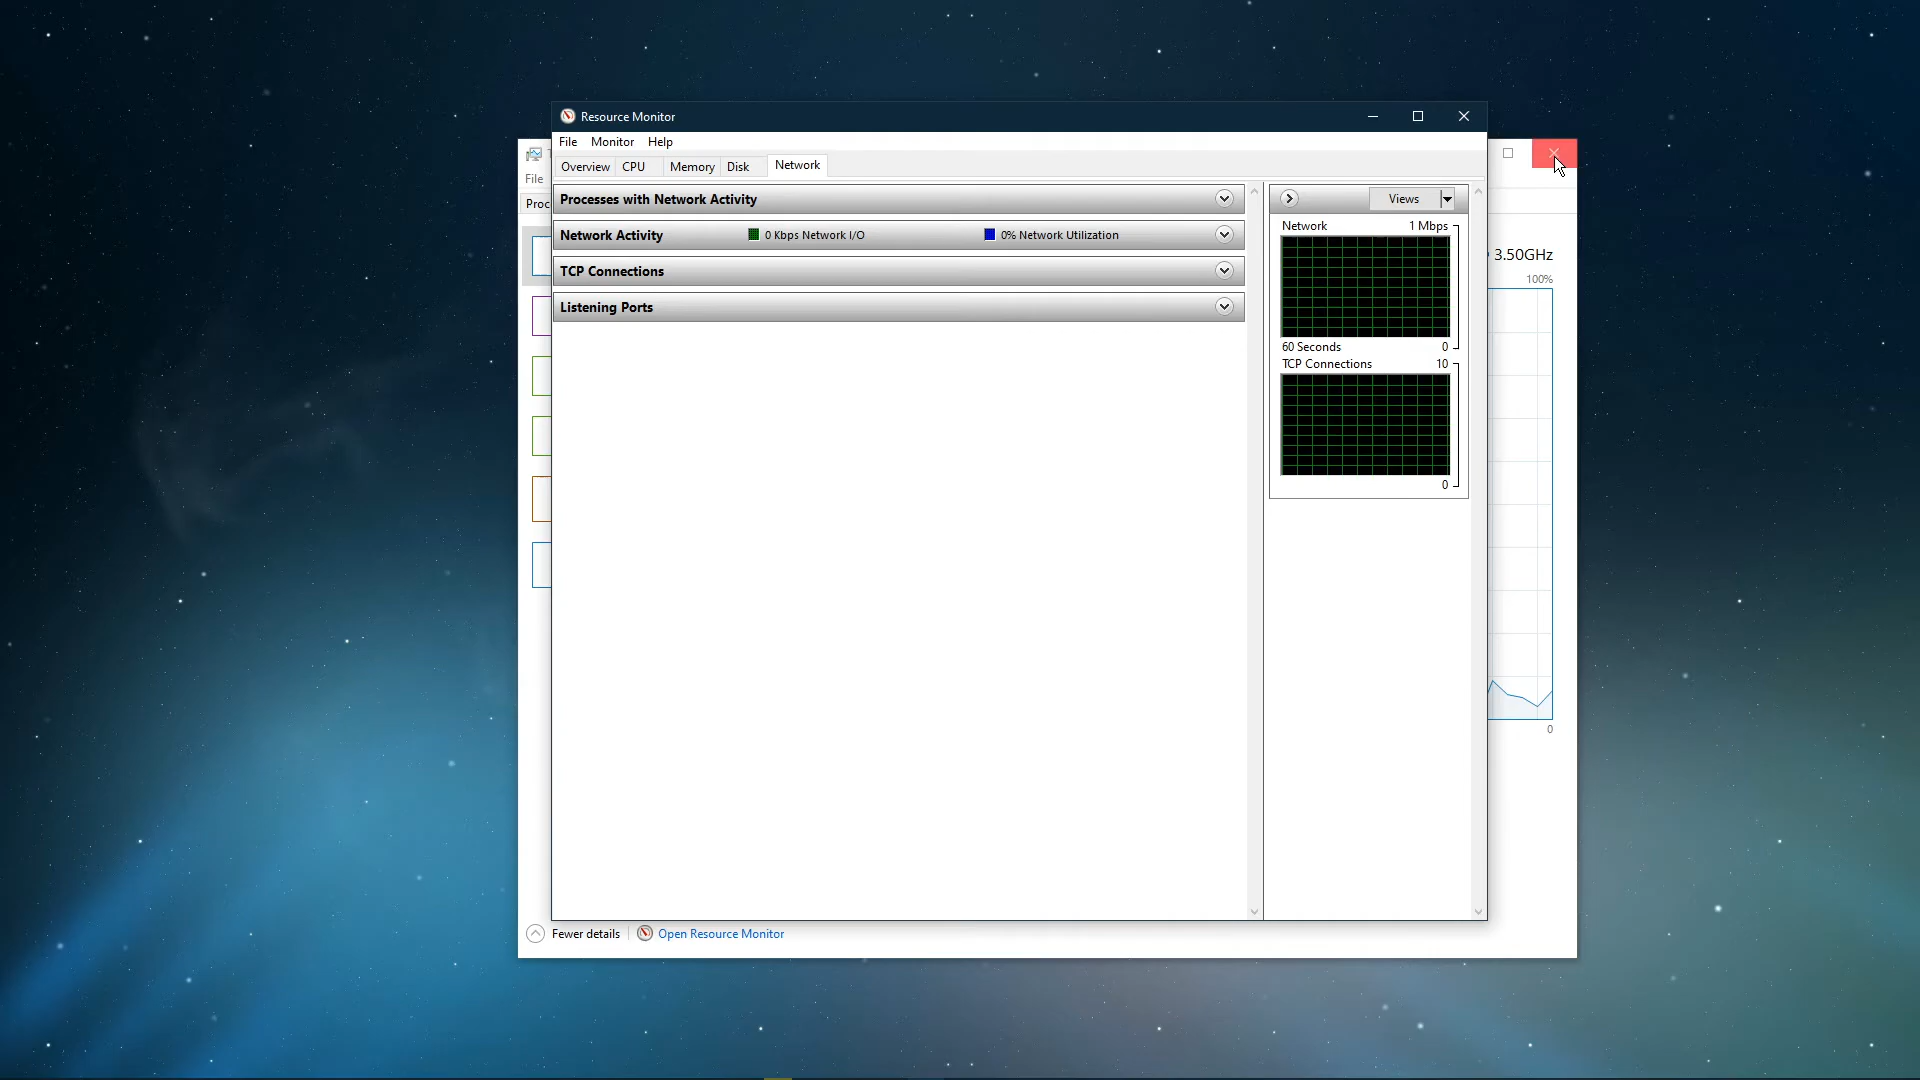 Resource Monitor
File Monitor Help
Overview CPU Memory Disk Network
File
Proc
Processes with Network Activity
Network Activity 0 Kbps Network I/O 0% Network Utilization
TCP Connections
Listening Ports
Views
Network 1 Mbps
60 Seconds 0
TCP Connections 10
0
3.50GHz
100%
0
Fewer details Open Resource Monitor